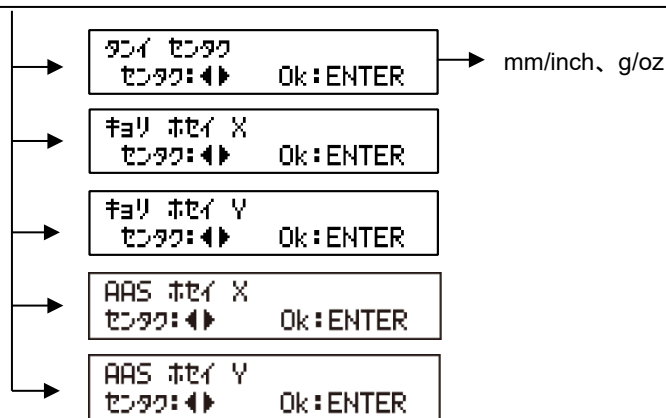 タンイ センタク
センタク:◀▶ Ok:ENTER
mm/inch、g/oz
キョリ ホセイ X
センタク:◀▶ Ok:ENTER
キョリ ホセイ Y
センタク:◀▶ Ok:ENTER
AAS ホセイ X
センタク:◀▶ Ok:ENTER
AAS ホセイ Y
センタク:◀▶ Ok:ENTER